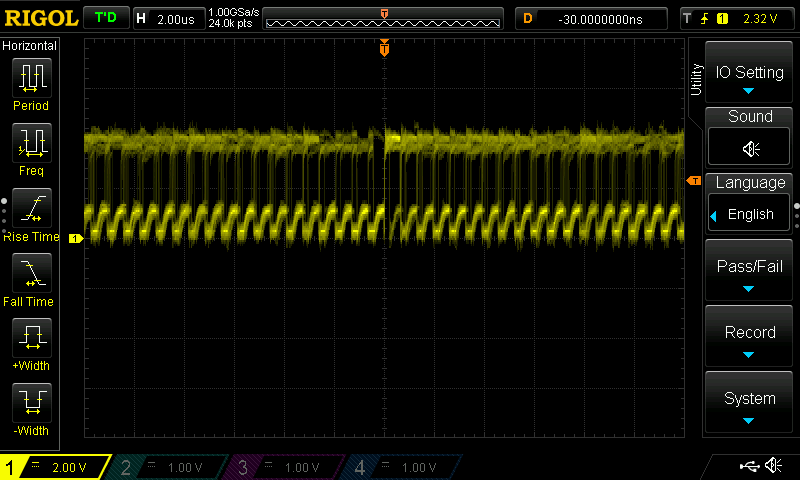 RIGOL T'D H 2.00us 1.00GSa/s 24.0k pts T D -30.0000000ns T 1 2.32 V
Horizontal
Period
Freq
Rise Time
Fall Time
+Width
-Width
T
T
1
Utility
IO Setting
Sound
Language
English
Pass/Fail
Record
System
1 2.00 V 2 1.00 V 3 1.00 V 4 1.00 V